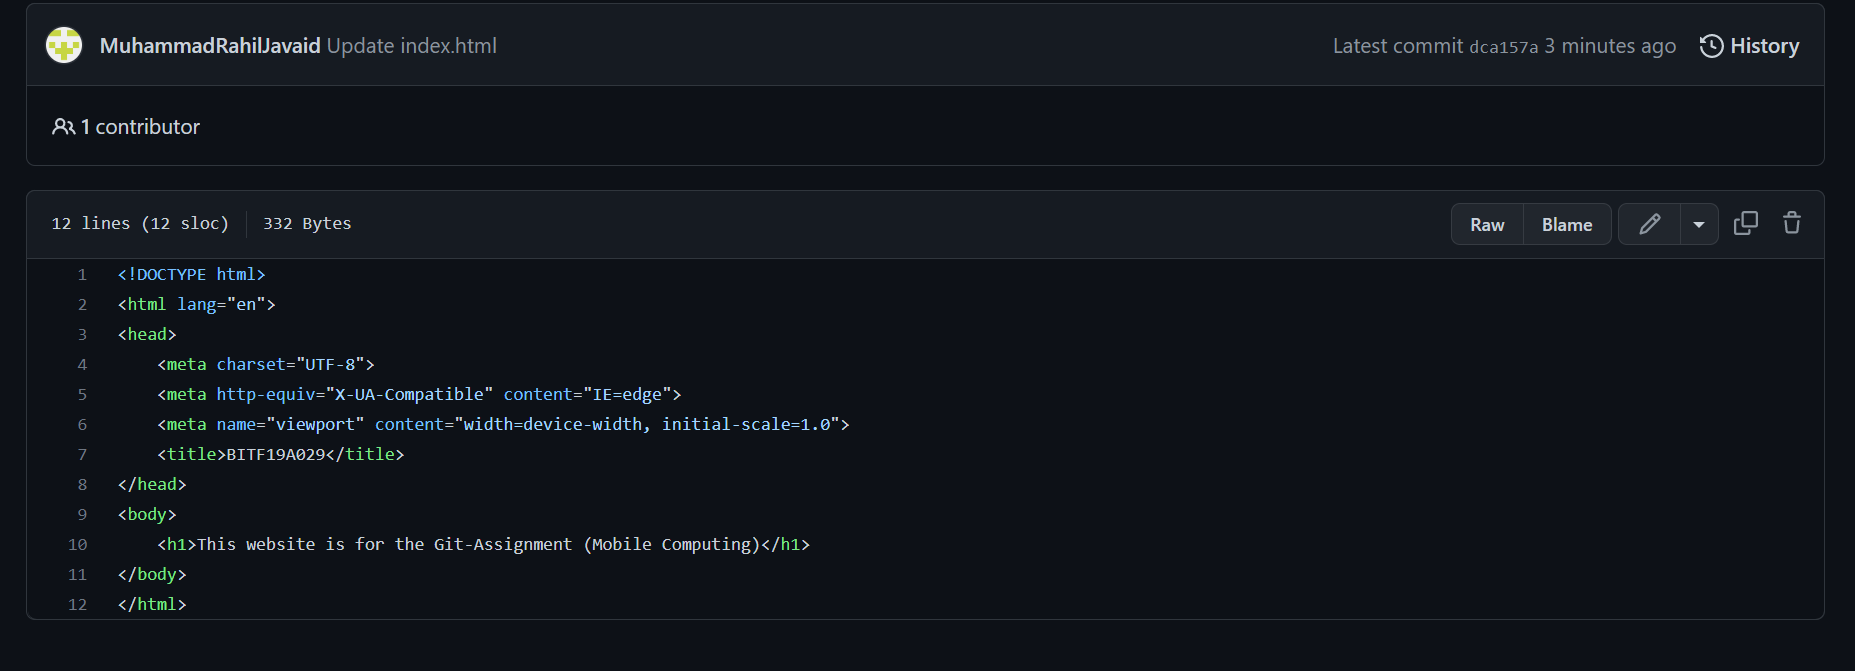 MuhammadRahilJavaid Update index.html
Latest commit dca157a 3 minutes ago History
1 contributor
12 lines (12 sloc) 332 Bytes
Raw Blame
1 <!DOCTYPE html>
2 <html lang="en">
3 <head>
4     <meta charset="UTF-8">
5     <meta http-equiv="X-UA-Compatible" content="IE=edge">
6     <meta name="viewport" content="width=device-width, initial-scale=1.0">
7     <title>BITF19A029</title>
8 </head>
9 <body>
10     <h1>This website is for the Git-Assignment (Mobile Computing)</h1>
11 </body>
12 </html>